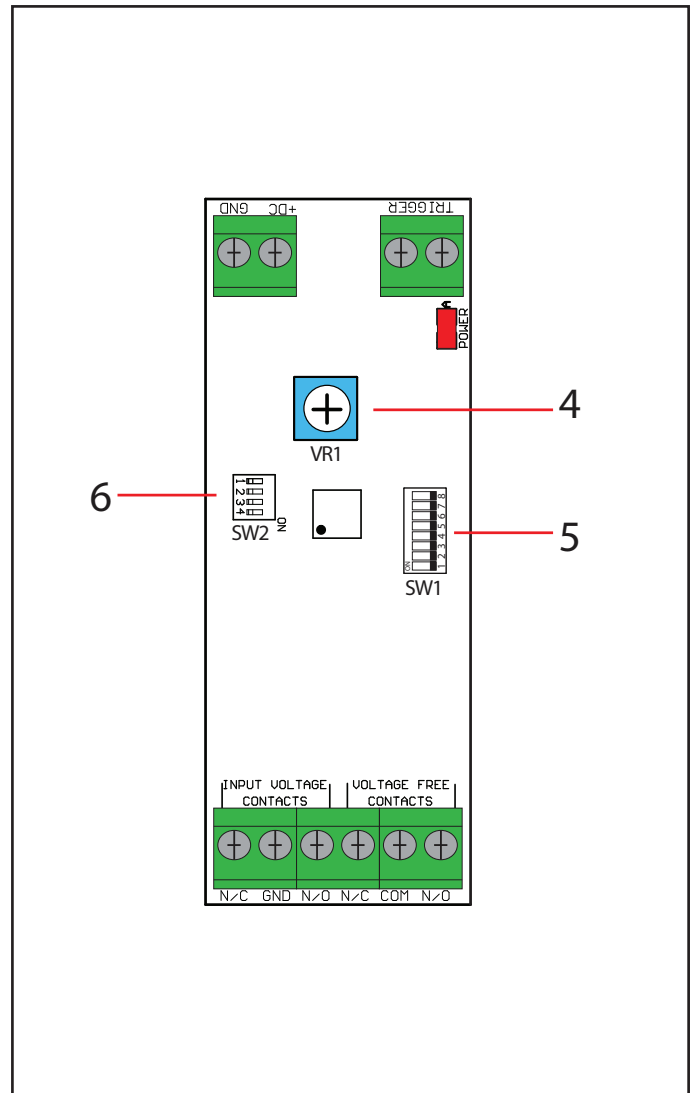 GND +DC TRIGGER
POWER
4
VR1
1 2 3 4
6
ON
SW2
8 7 6 5 4 3 2 1
ON
5
SW1
INPUT VOLTAGE CONTACTS
VOLTAGE FREE CONTACTS
N/C GND N/O N/C COM N/O